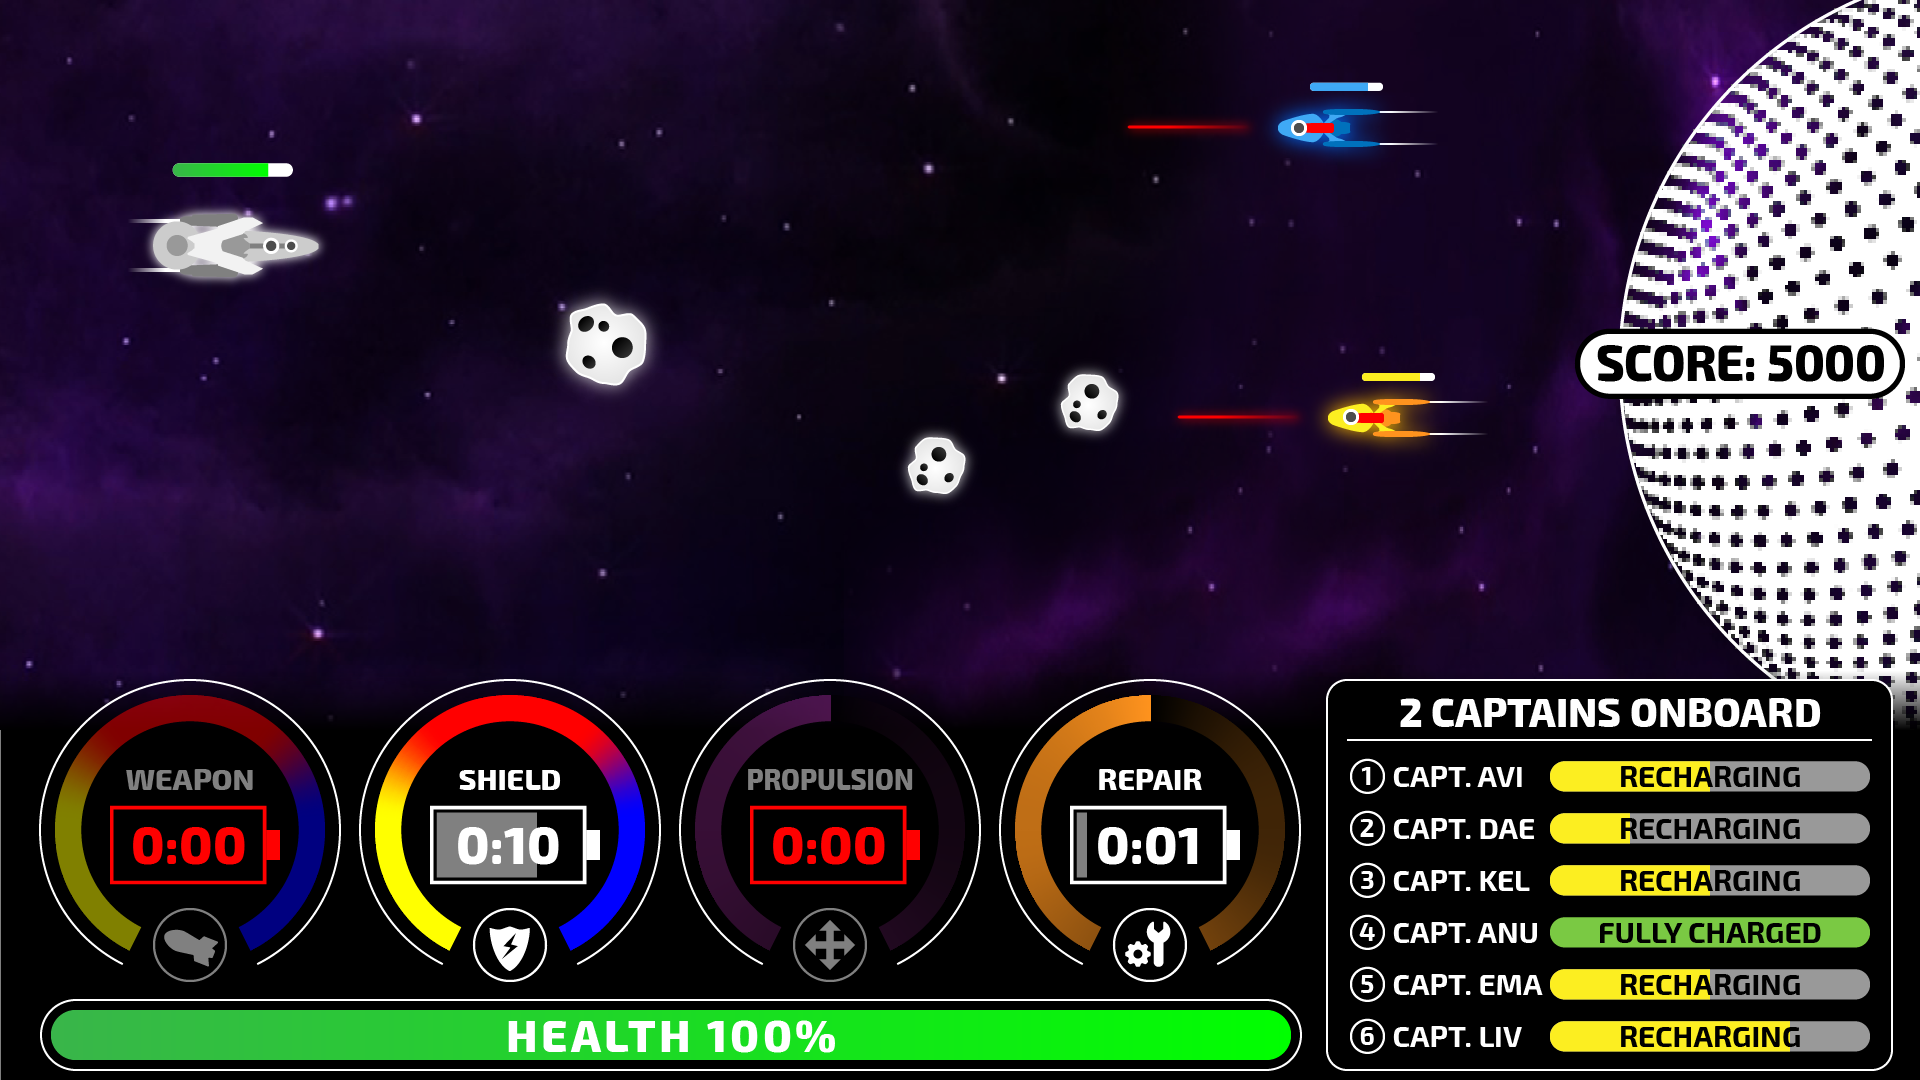 SCORE: 5000
WEAPON
0:00
SHIELD
0:10
PROPULSION
0:00
REPAIR
0:01
HEALTH 100%
2 CAPTAINS ONBOARD
1 CAPT. AVI RECHARGING
2 CAPT. DAE RECHARGING
3 CAPT. KEL RECHARGING
4 CAPT. ANU FULLY CHARGED
5 CAPT. EMA RECHARGING
6 CAPT. LIV RECHARGING